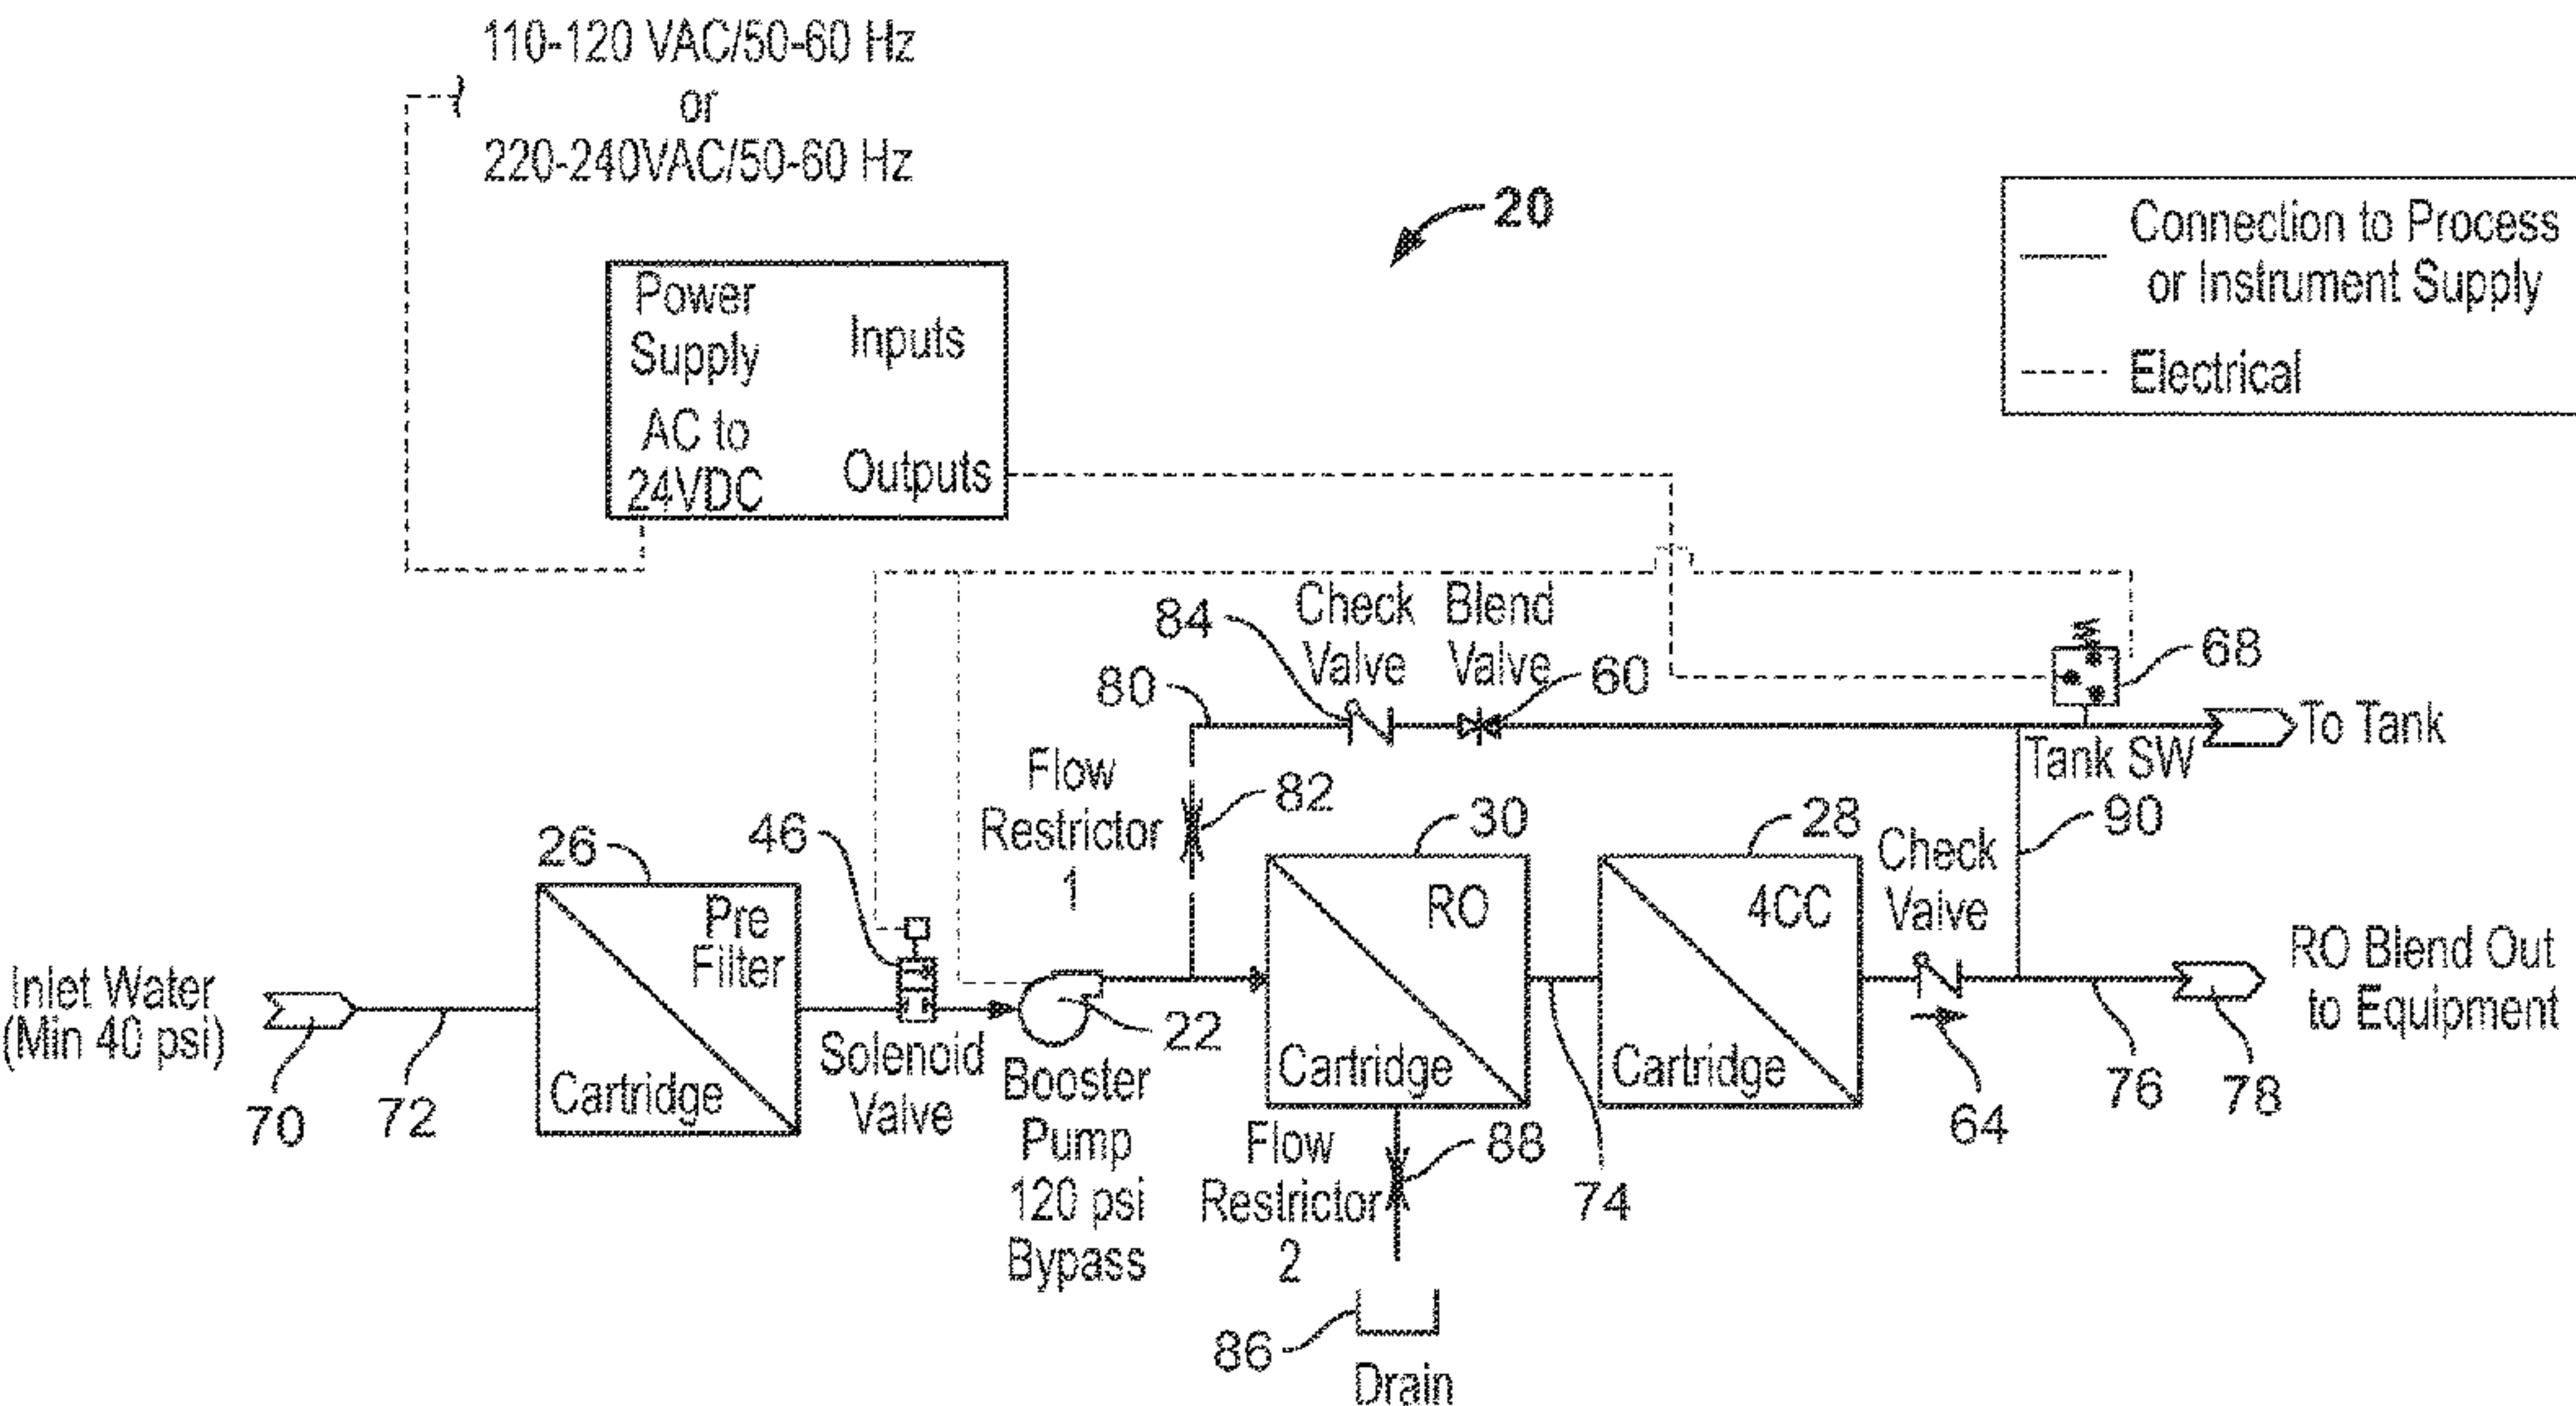 110-120 VAC/50-60 Hz
or
220-240VAC/50-60 Hz
20
Connection to Process
or Instrument Supply
Electrical
Power
Supply
AC to
24VDC
Inputs
Outputs
84
Check
Valve
Blend
Valve
60
68
80
To Tank
Tank SW
Flow
Restrictor
1
82
90
26
46
30
28
Check
Valve
Pre
Filter
Cartridge
RO
Cartridge
4CC
Cartridge
Inlet Water
(Min 40 psi)
70
72
Solenoid
Valve
22
Booster
Pump
120 psi
Bypass
Flow
Restrictor
2
88
74
64
76
78
RO Blend Out
to Equipment
86
Drain